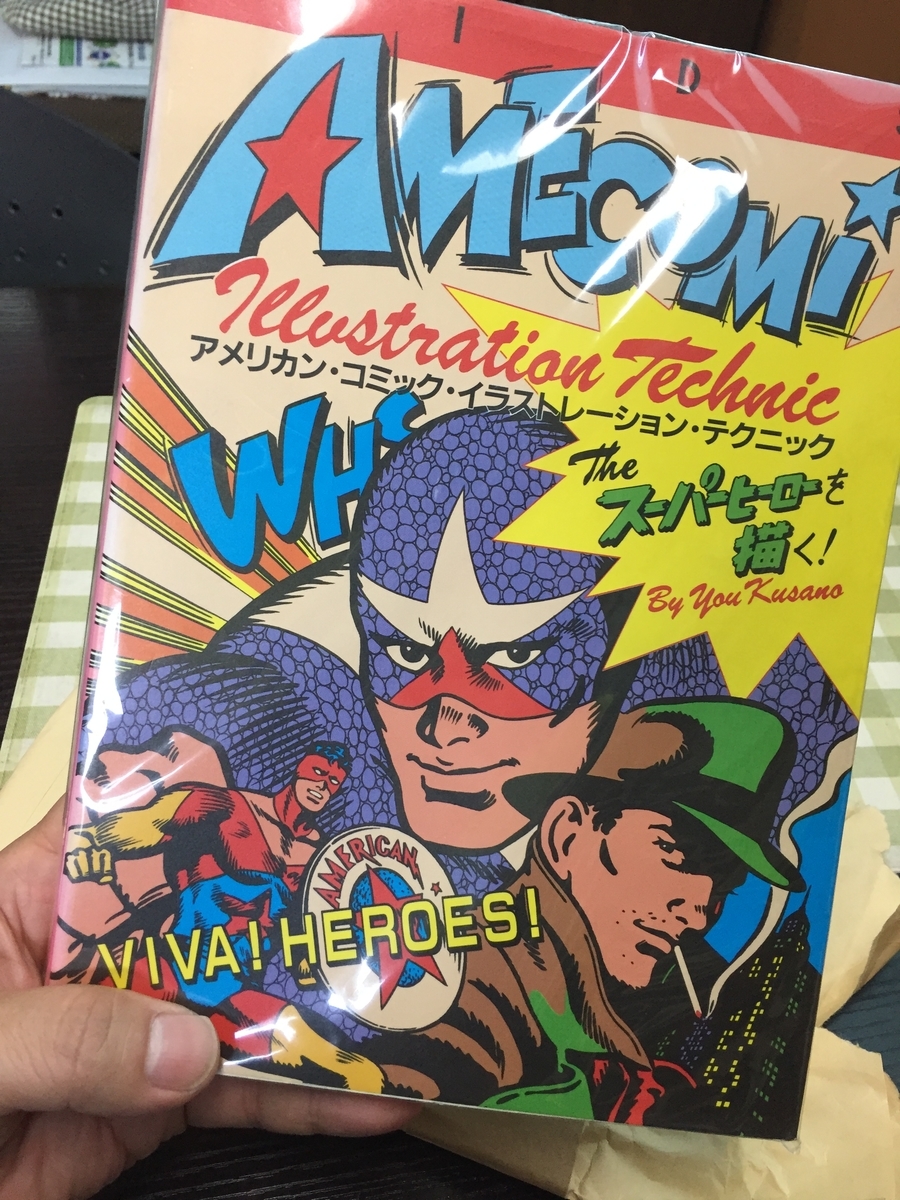 I D
AMECOMI
Illustration Technic
アメリカン・コミック・イラストレーション・テクニック
WHO'S
The
スーパーヒーローを
描く!
By You Kusano
AMERICAN
VIVA! HEROES!